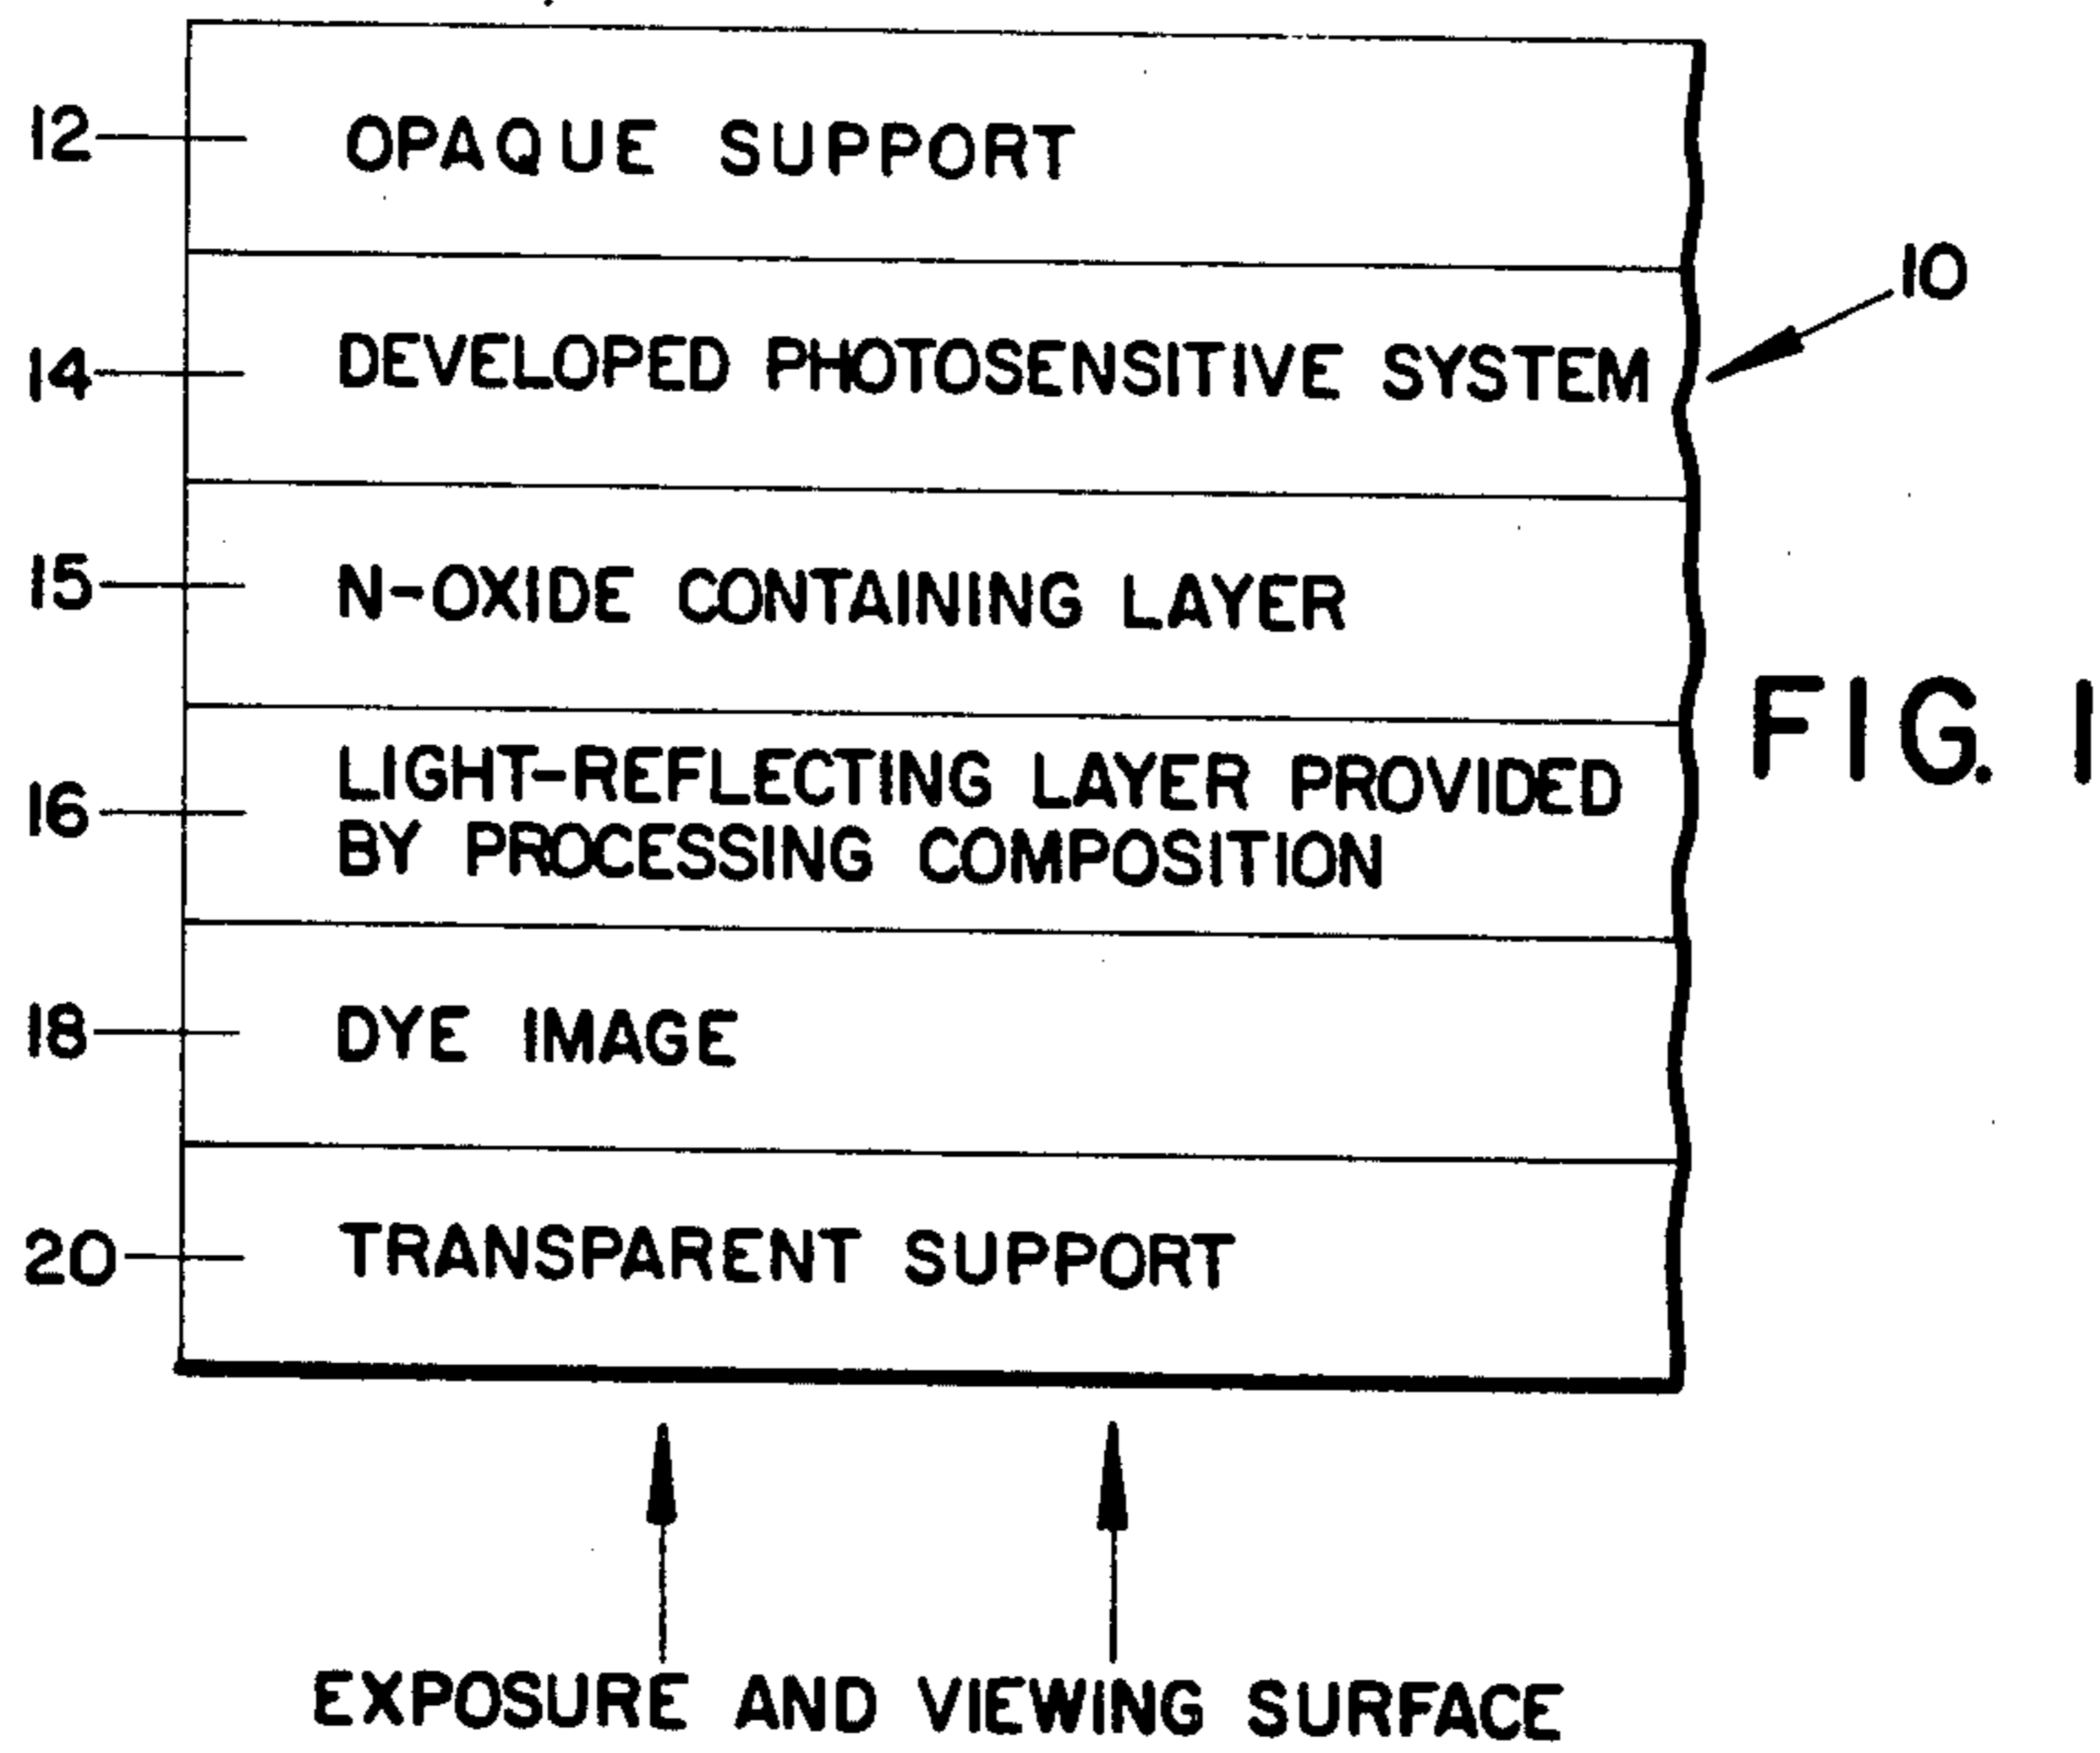 12 OPAQUE SUPPORT
10
14 DEVELOPED PHOTOSENSITIVE SYSTEM
15 N-OXIDE CONTAINING LAYER
FIG. 1
16 LIGHT-REFLECTING LAYER PROVIDED
BY PROCESSING COMPOSITION
18 DYE IMAGE
20 TRANSPARENT SUPPORT
EXPOSURE AND VIEWING SURFACE